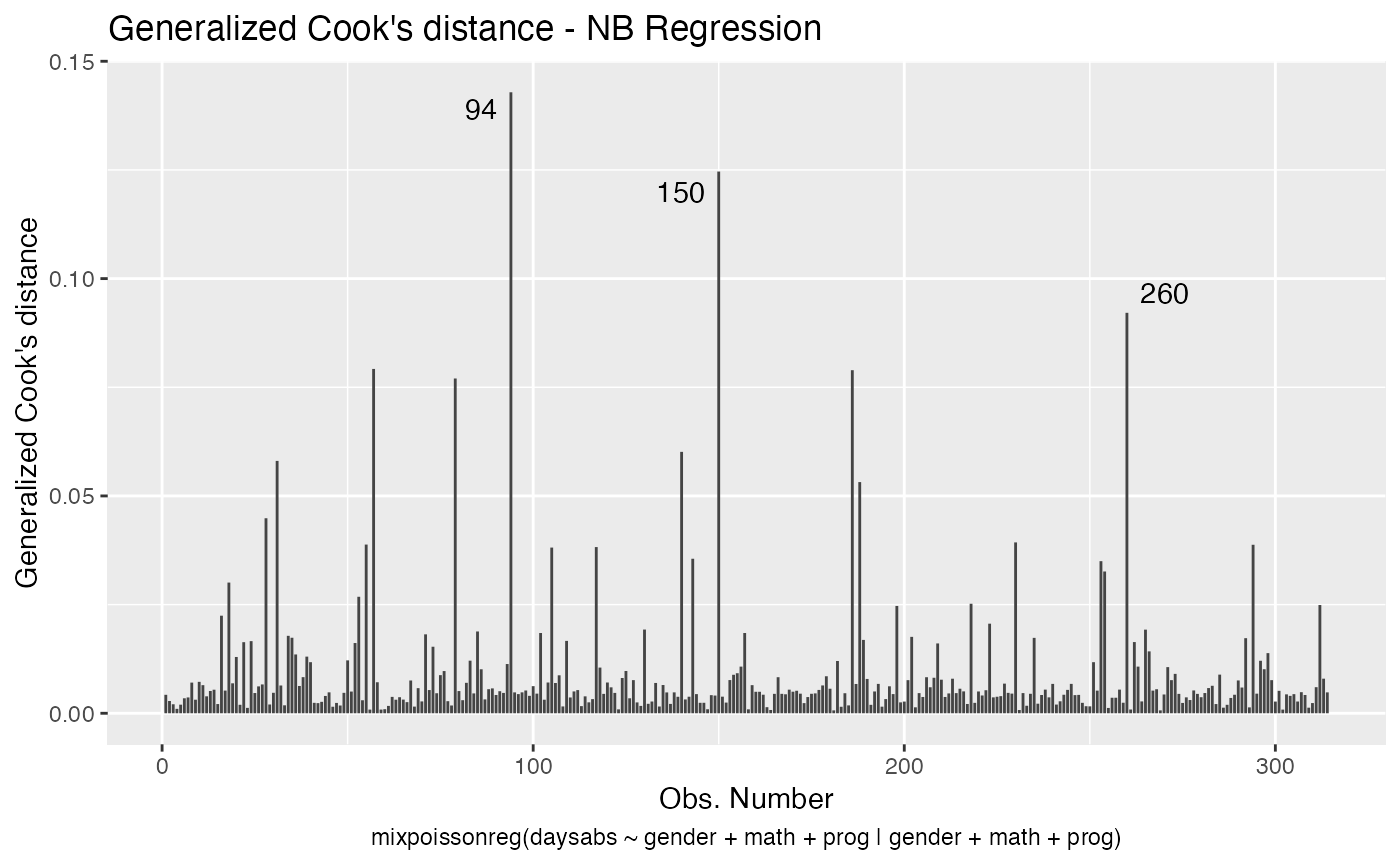 Generalized Cook's distance - NB Regression
0.15
94
150
0.10
260
Generalized Cook's distance
0.05
0.00
0 100 200 300
Obs. Number
mixpoissonreg(daysabs ~ gender + math + prog | gender + math + prog)